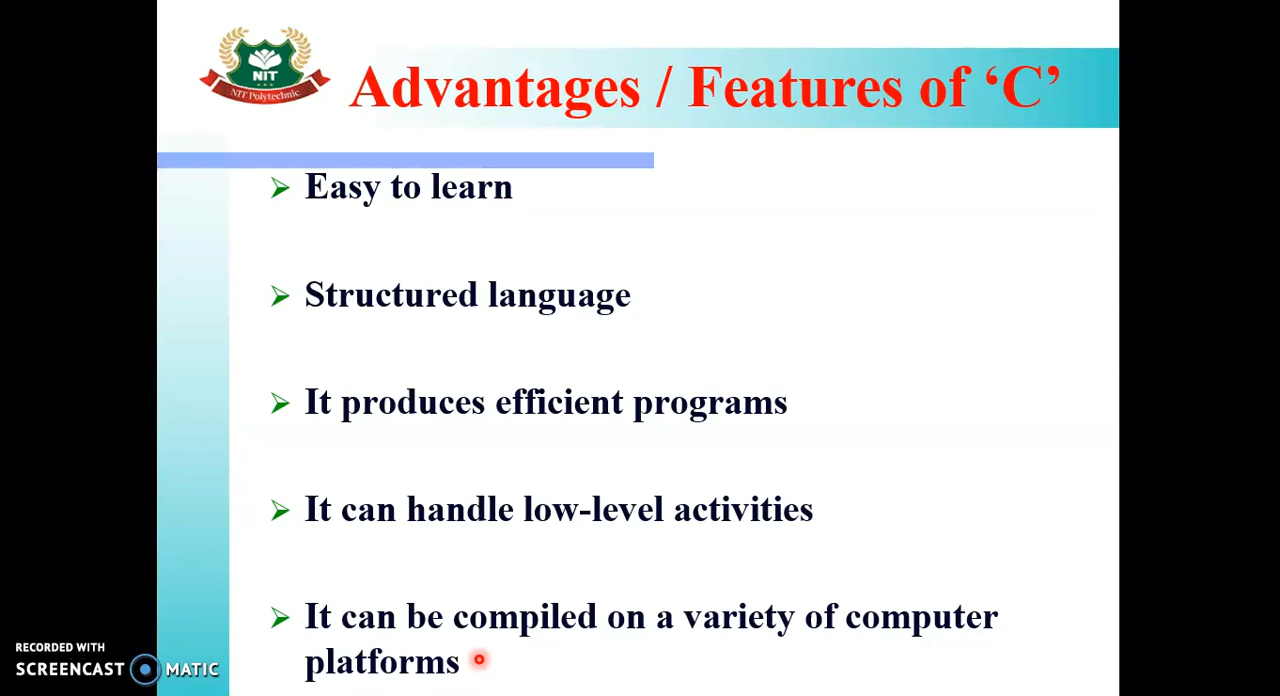 NIT
NIT Polytechnic
Advantages / Features of ‘C’
Easy to learn
Structured language
It produces efficient programs
It can handle low-level activities
It can be compiled on a variety of computer
platforms
RECORDED WITH
SCREENCAST MATIC